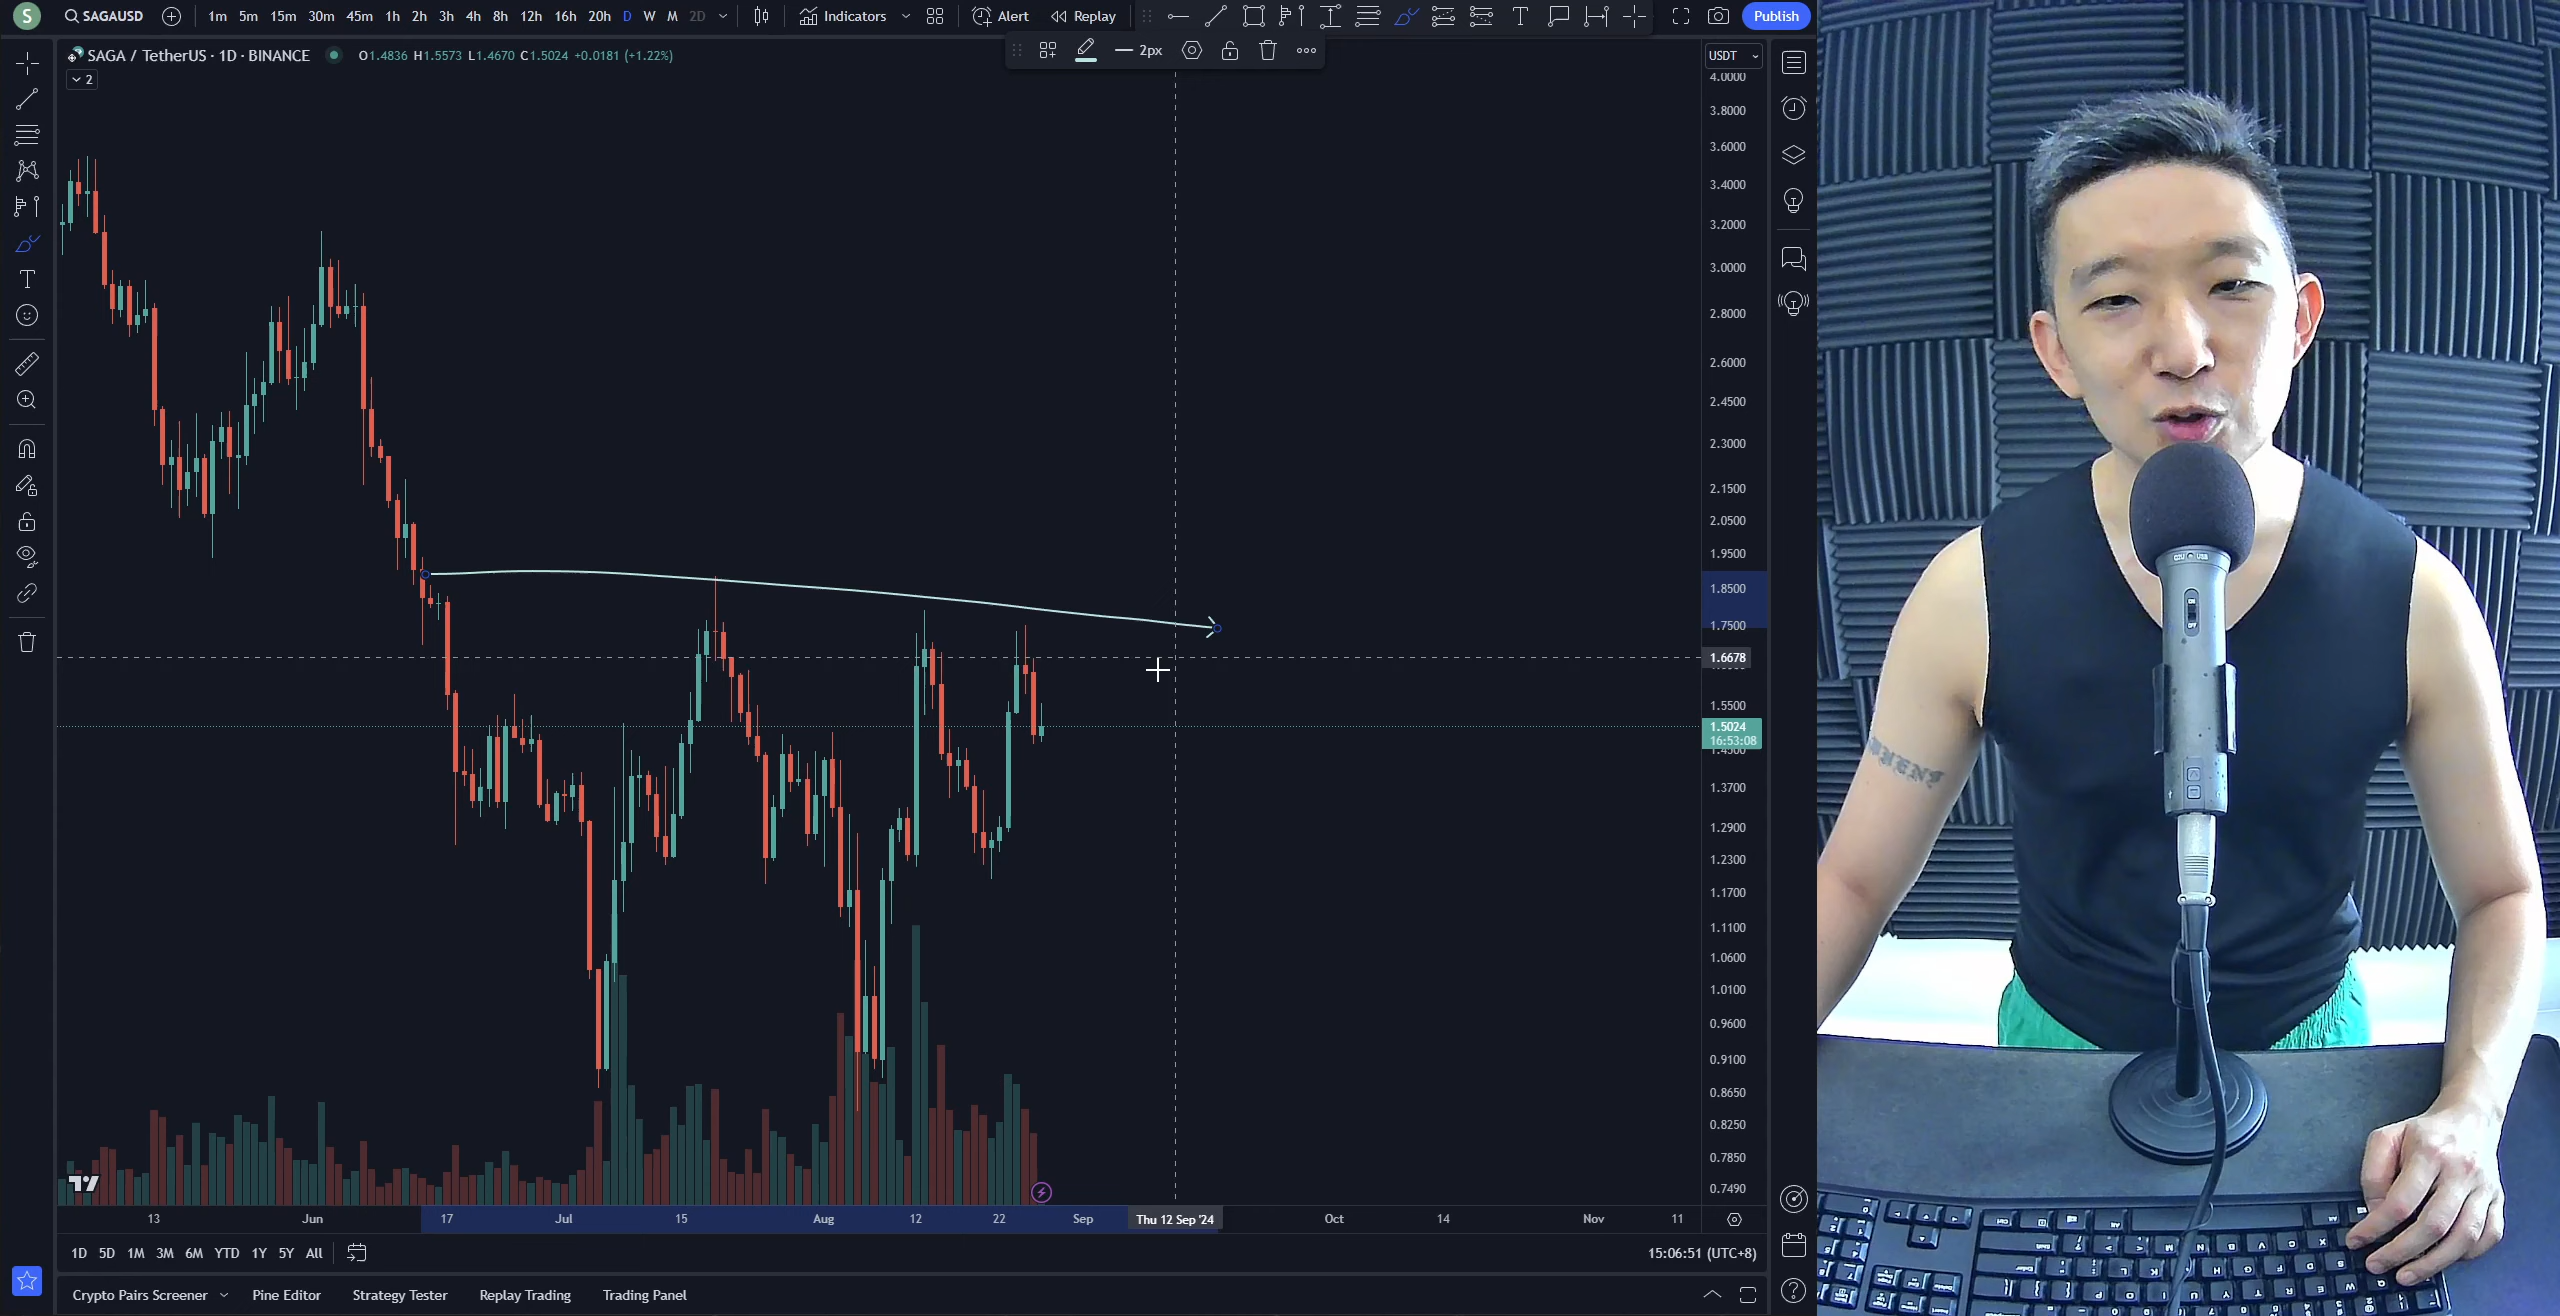 S
SAGAUSD
1m 5m 15m 30m 45m 1h 2h 3h 4h 8h 12h 16h 20h D W M 2D
Indicators
Alert
Replay
Publish
SAGA / TetherUS · 1D · BINANCE
O1.4836 H1.5573 L1.4670 C1.5024 +0.0181 (+1.22%)
2px
USDT
2
4.0000
3.8000
3.6000
3.4000
3.2000
3.0000
2.8000
2.6000
2.4500
2.3000
2.1500
2.0500
1.9500
1.8500
1.7500
1.6678
1.5500
1.5024
16:53:08
1.4500
1.3700
1.2900
1.2300
1.1700
1.1100
1.0600
1.0100
0.9600
0.9100
0.8650
0.8250
0.7850
0.7490
13 Jun 17 Jul 15 Aug 12 22 Sep Thu 12 Sep '24 Oct 14 Nov 11
1D 5D 1M 3M 6M YTD 1Y 5Y All
15:06:51 (UTC+8)
Crypto Pairs Screener
Pine Editor
Strategy Tester
Replay Trading
Trading Panel